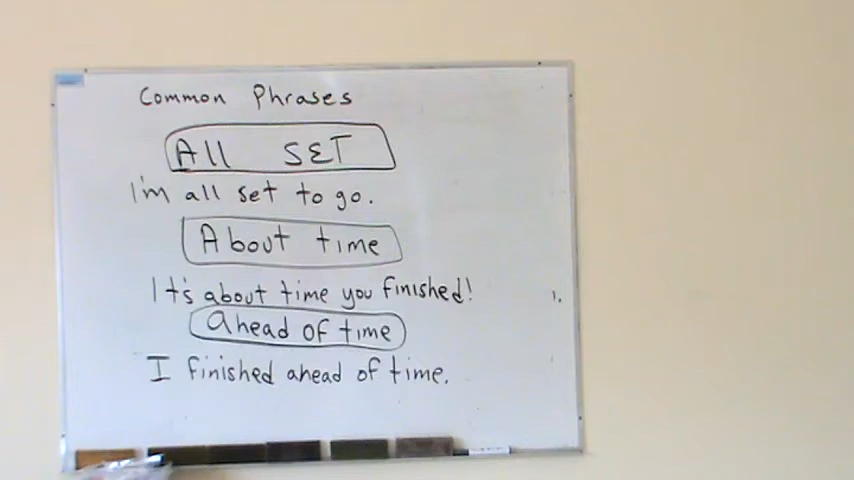 Common Phrases
All SET
I'm all set to go.
About time
It's about time you finished!
1.
Ahead of time
I finished ahead of time.